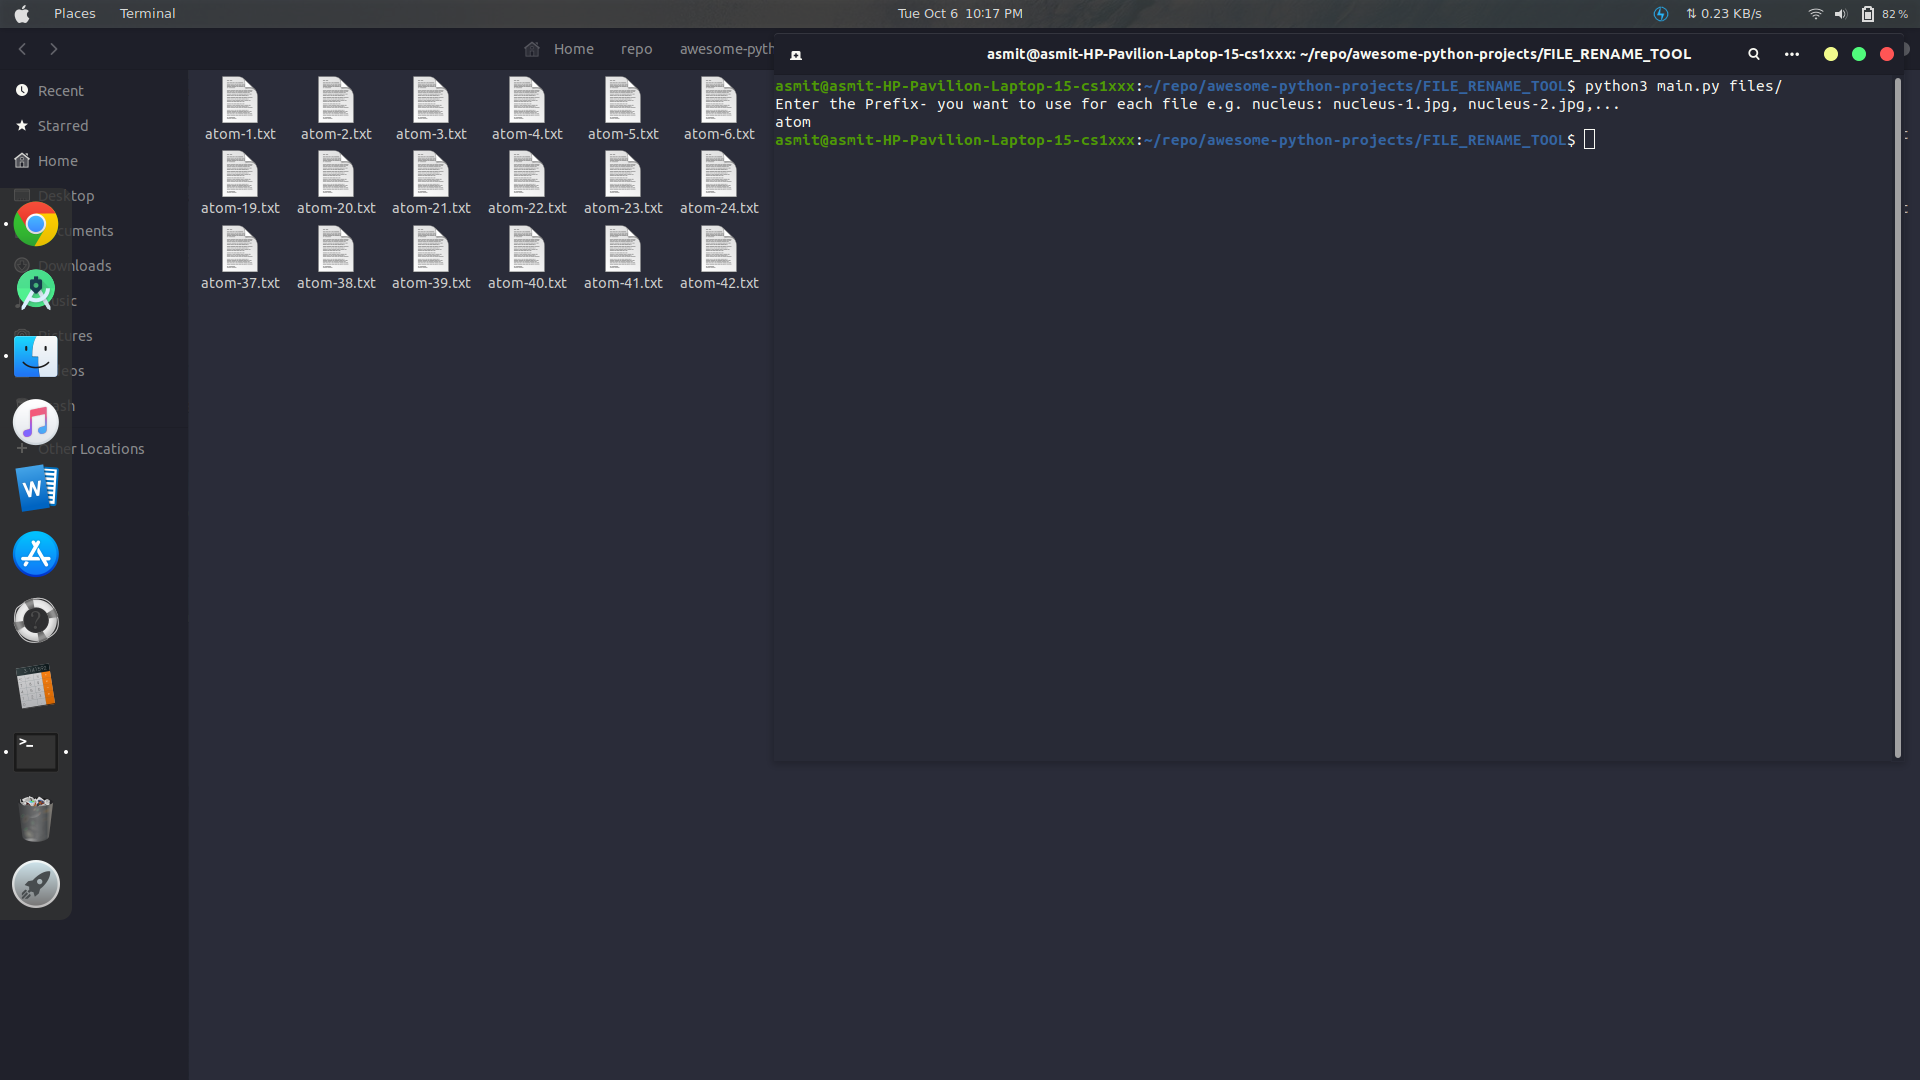 Places Terminal Tue Oct 6 10:17 PM 0.23 KB/s 82 %
Home repo awesome-pyth
Recent
Starred
Home
Desktop
Downloads
Other Locations
atom-1.txt atom-2.txt atom-3.txt atom-4.txt atom-5.txt atom-6.txt
atom-19.txt atom-20.txt atom-21.txt atom-22.txt atom-23.txt atom-24.txt
atom-37.txt atom-38.txt atom-39.txt atom-40.txt atom-41.txt atom-42.txt
asmit@asmit-HP-Pavilion-Laptop-15-cs1xxx: ~/repo/awesome-python-projects/FILE_RENAME_TOOL
asmit@asmit-HP-Pavilion-Laptop-15-cs1xxx:~/repo/awesome-python-projects/FILE_RENAME_TOOL$ python3 main.py files/
Enter the Prefix- you want to use for each file e.g. nucleus: nucleus-1.jpg, nucleus-2.jpg,...
atom
asmit@asmit-HP-Pavilion-Laptop-15-cs1xxx:~/repo/awesome-python-projects/FILE_RENAME_TOOL$